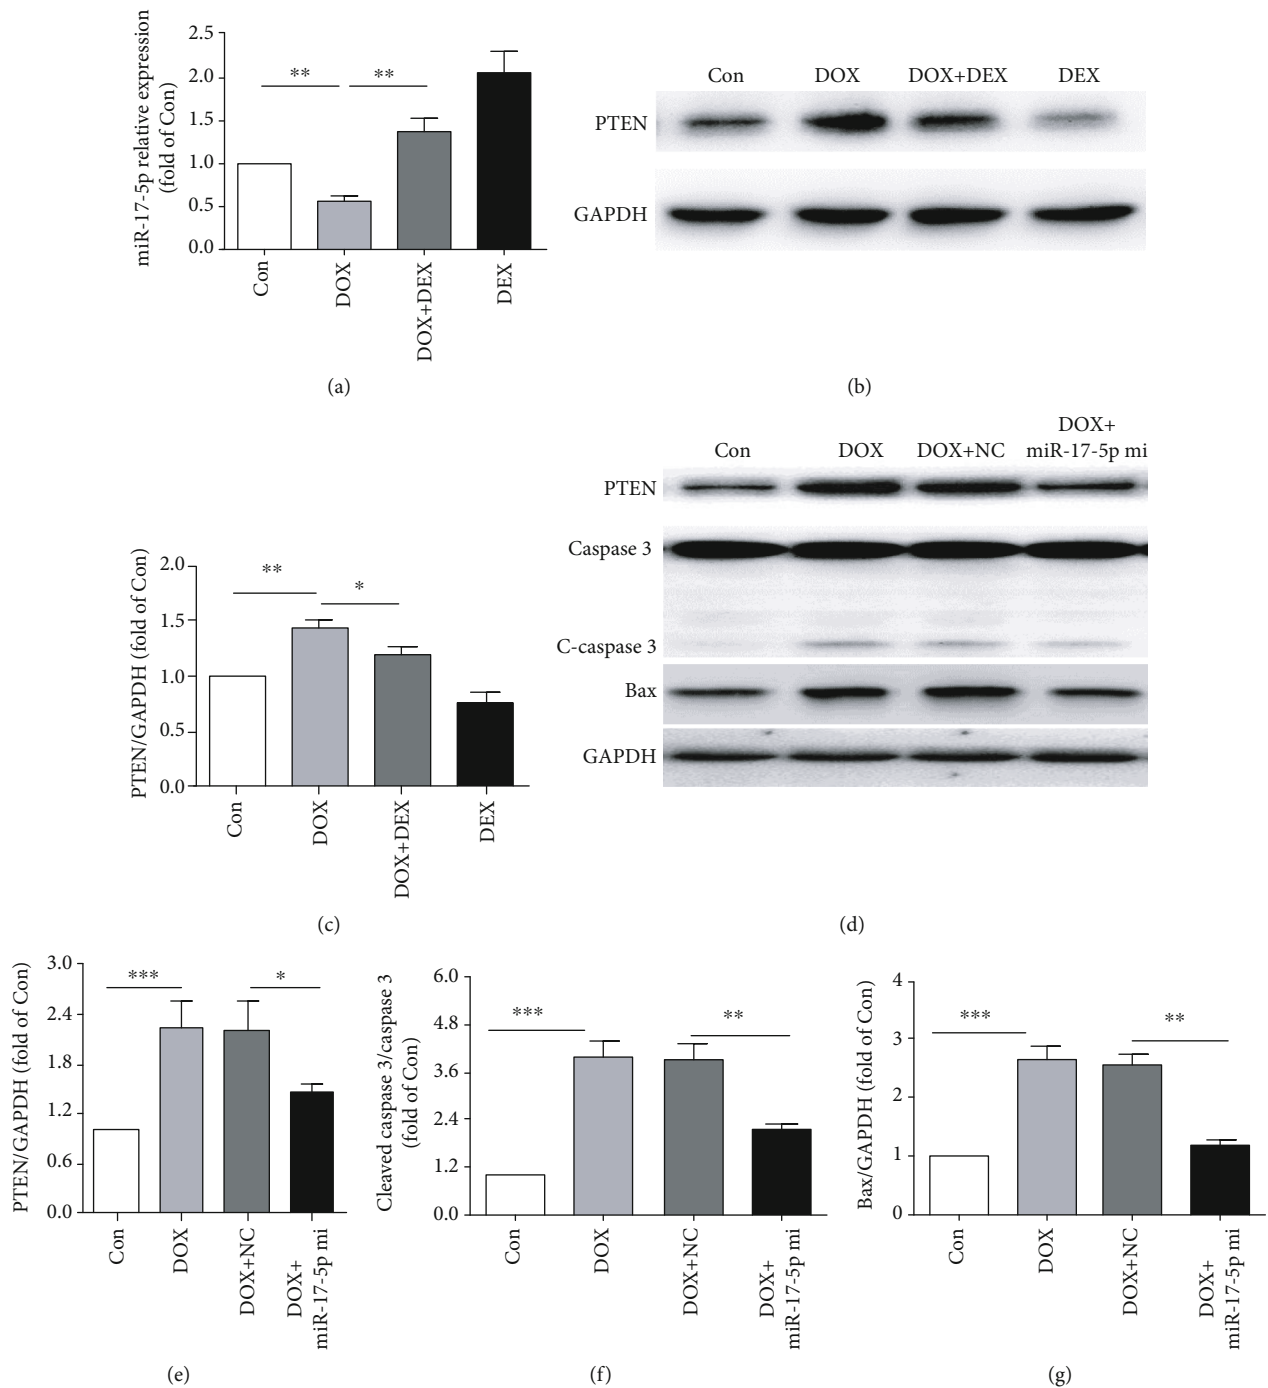 miR-17-5p relative expression
(fold of Con)
2.5
2.0
1.5
1.0
0.5
0.0
**
**
Con
DOX
DOX+DEX
DEX
(a)
Con DOX DOX+DEX DEX
PTEN
GAPDH
(b)
PTEN/GAPDH (fold of Con)
2.0
1.5
1.0
0.5
0.0
**
*
Con
DOX
DOX+DEX
DEX
(c)
DOX+
Con DOX DOX+NC miR-17-5p mi
PTEN
Caspase 3
C-caspase 3
Bax
GAPDH
(d)
PTEN/GAPDH (fold of Con)
3.0
2.4
1.8
1.2
0.6
0.0
***
*
Con
DOX
DOX+NC
DOX+
miR-17-5p mi
(e)
Cleaved caspase 3/caspase 3
(fold of Con)
6.0
4.8
3.6
2.4
1.2
0.0
***
**
Con
DOX
DOX+NC
DOX+
miR-17-5p mi
(f)
Bax/GAPDH (fold of Con)
4
3
2
1
0
***
**
Con
DOX
DOX+NC
DOX+
miR-17-5p mi
(g)